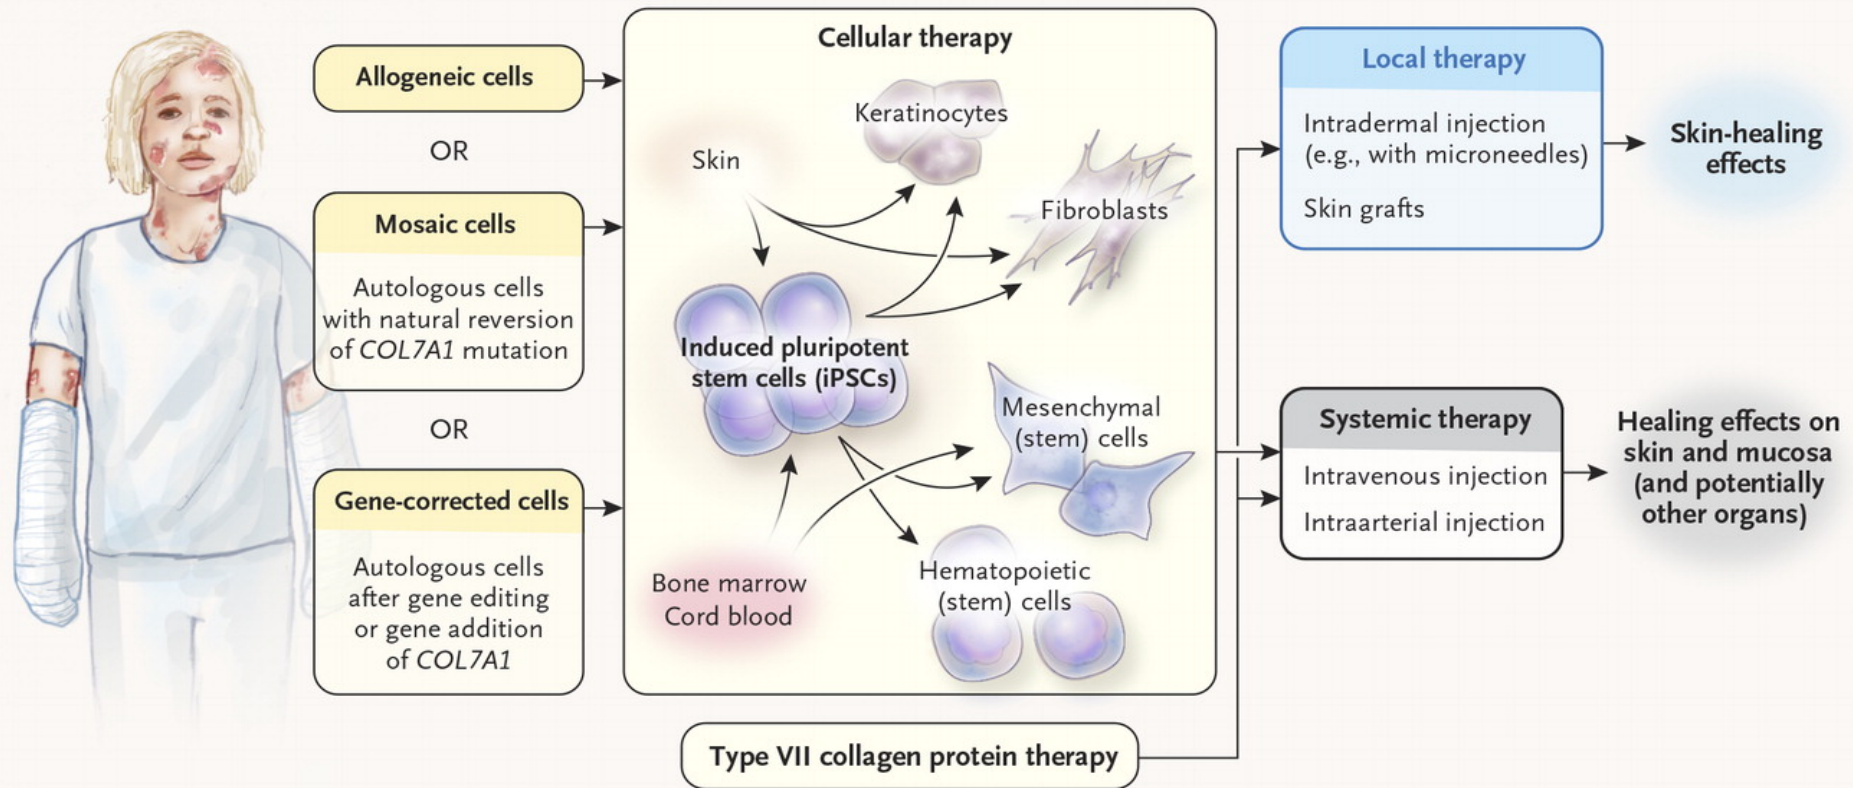 Allogeneic cells
OR
Mosaic cells
Autologous cells
with natural reversion
of COL7A1 mutation
OR
Gene-corrected cells
Autologous cells
after gene editing
or gene addition
of COL7A1
Cellular therapy
Keratinocytes
Skin
Fibroblasts
Induced pluripotent
stem cells (iPSCs)
Mesenchymal
(stem) cells
Hematopoietic
(stem) cells
Bone marrow
Cord blood
Type VII collagen protein therapy
Local therapy
Intradermal injection
(e.g., with microneedles)
Skin grafts
Skin-healing
effects
Systemic therapy
Intravenous injection
Intraarterial injection
Healing effects on
skin and mucosa
(and potentially
other organs)